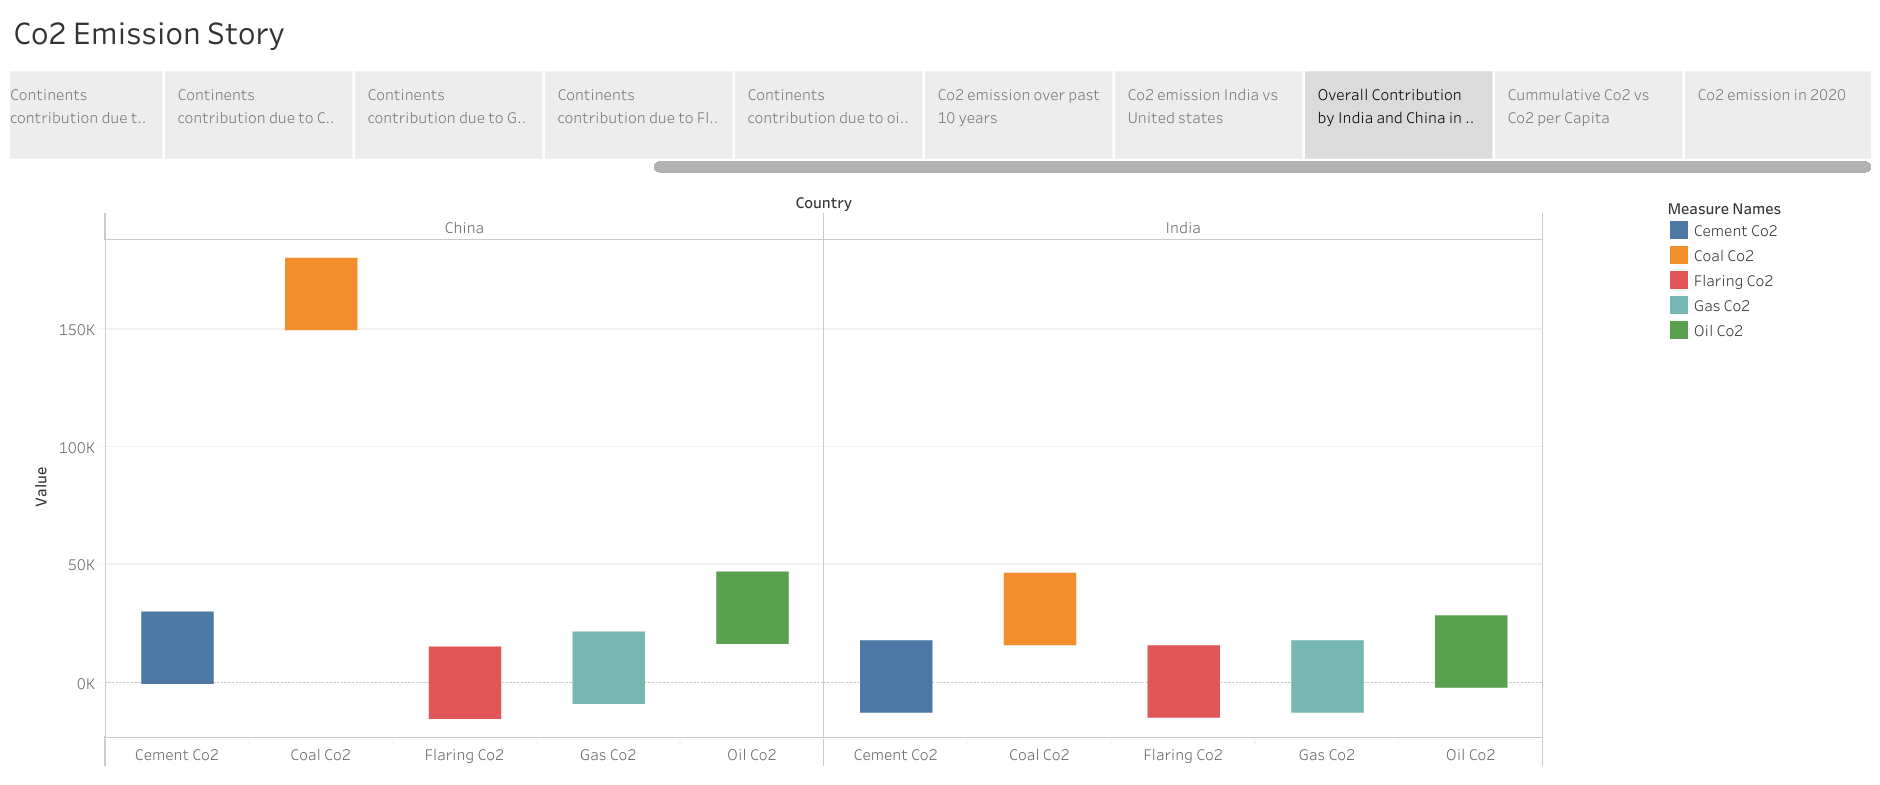 Co2 Emission Story
Continents
contribution due t..
Continents
contribution due to C..
Continents
contribution due to G..
Continents
contribution due to Fl..
Continents
contribution due to oi..
Co2 emission over past
10 years
Co2 emission India vs
United states
Overall Contribution
by India and China in ..
Cummulative Co2 vs
Co2 per Capita
Co2 emission in 2020
Country
China
India
Value
150K
100K
50K
0K
Cement Co2
Coal Co2
Flaring Co2
Gas Co2
Oil Co2
Cement Co2
Coal Co2
Flaring Co2
Gas Co2
Oil Co2
Measure Names
Cement Co2
Coal Co2
Flaring Co2
Gas Co2
Oil Co2